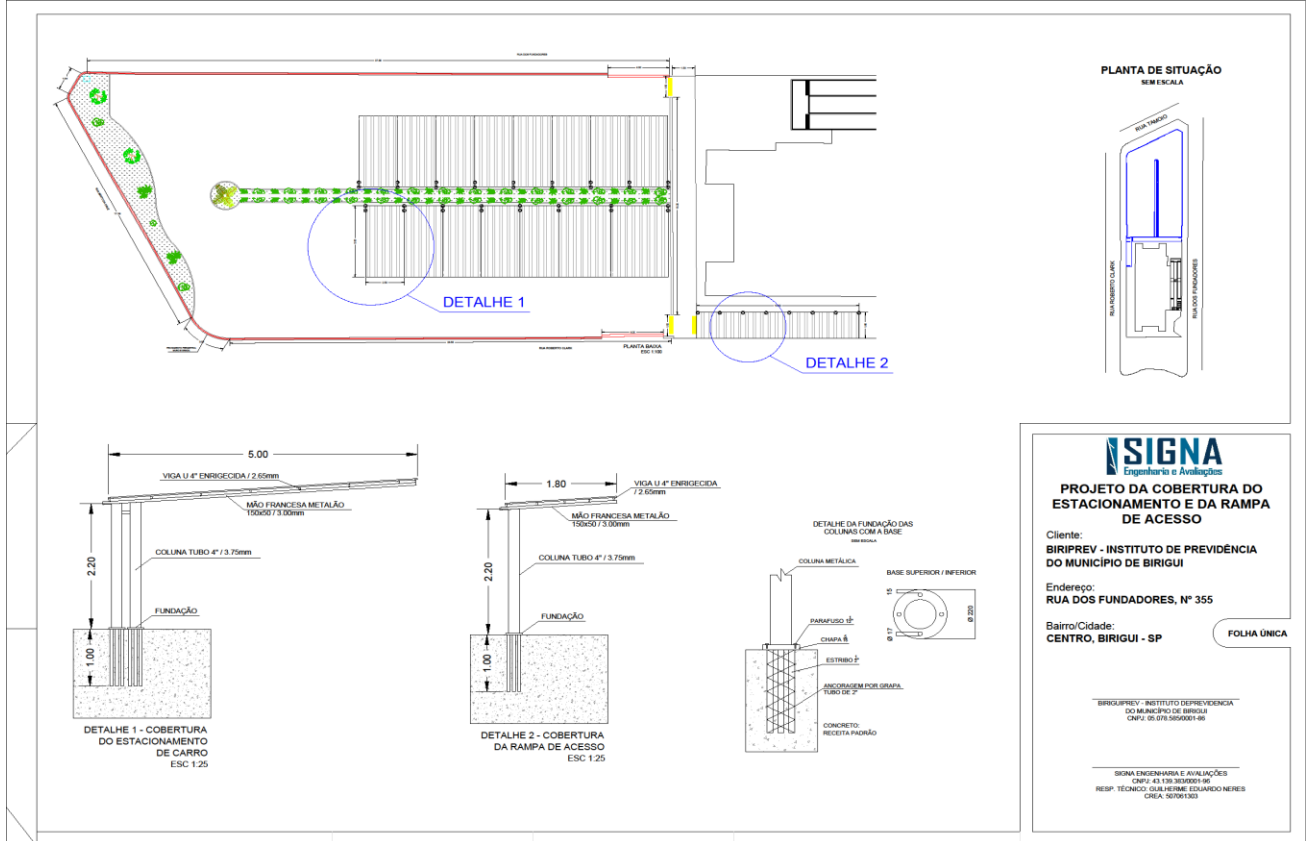 RUA DOS FUNDADORES
DETALHE 1
PLANTA BAIXA
ESC 1:100
RUA ROBERTO CLARK
DETALHE 2
PLANTA DE SITUAÇÃO
SEM ESCALA
RUA TAMOIO
RUA ROBERTO CLARK
RUA DOS FUNDADORES
5.00
VIGA U 4" ENRIGECIDA / 2.65mm
MÃO FRANCESA METALÃO
150x50 / 3.00mm
2.20
COLUNA TUBO 4" / 3.75mm
FUNDAÇÃO
1.00
DETALHE 1 - COBERTURA
DO ESTACIONAMENTO
DE CARRO
ESC 1:25
1.80
VIGA U 4" ENRIGECIDA
/ 2.65mm
MÃO FRANCESA METALÃO
150x50 / 3.00mm
2.20
COLUNA TUBO 4" / 3.75mm
FUNDAÇÃO
1.00
DETALHE 2 - COBERTURA
DA RAMPA DE ACESSO
ESC 1:25
DETALHE DA FUNDAÇÃO DAS
COLUNAS COM A BASE
SEM ESCALA
COLUNA METÁLICA
PARAFUSO
CHAPA
ESTRIBO
ANCORAGEM POR GRAPA
TUBO DE 2"
CONCRETO:
RECEITA PADRÃO
BASE SUPERIOR / INFERIOR
15
Ø 17
Ø 220
SIGNA
Engenharia e Avaliações
PROJETO DA COBERTURA DO
ESTACIONAMENTO E DA RAMPA
DE ACESSO
Cliente:
BIRIPREV - INSTITUTO DE PREVIDÊNCIA
DO MUNICÍPIO DE BIRIGUI
Endereço:
RUA DOS FUNDADORES, Nº 355
Bairro/Cidade:
CENTRO, BIRIGUI - SP
FOLHA ÚNICA
BIRIGUIPREV - INSTITUTO DEPREVIDENCIA
DO MUNICÍPIO DE BIRIGUI
CNPJ: 05.078.585/0001-86
SIGNA ENGENHARIA E AVALIAÇÕES
CNPJ: 43.139.383/0001-96
RESP. TÉCNICO: GUILHERME EDUARDO NERES
CREA: 507061303